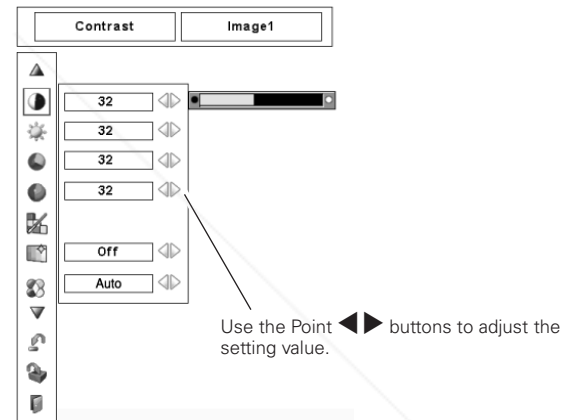 Contrast
Image1
32
32
32
32
Off
Auto
Use the Point ◀▶ buttons to adjust the
setting value.